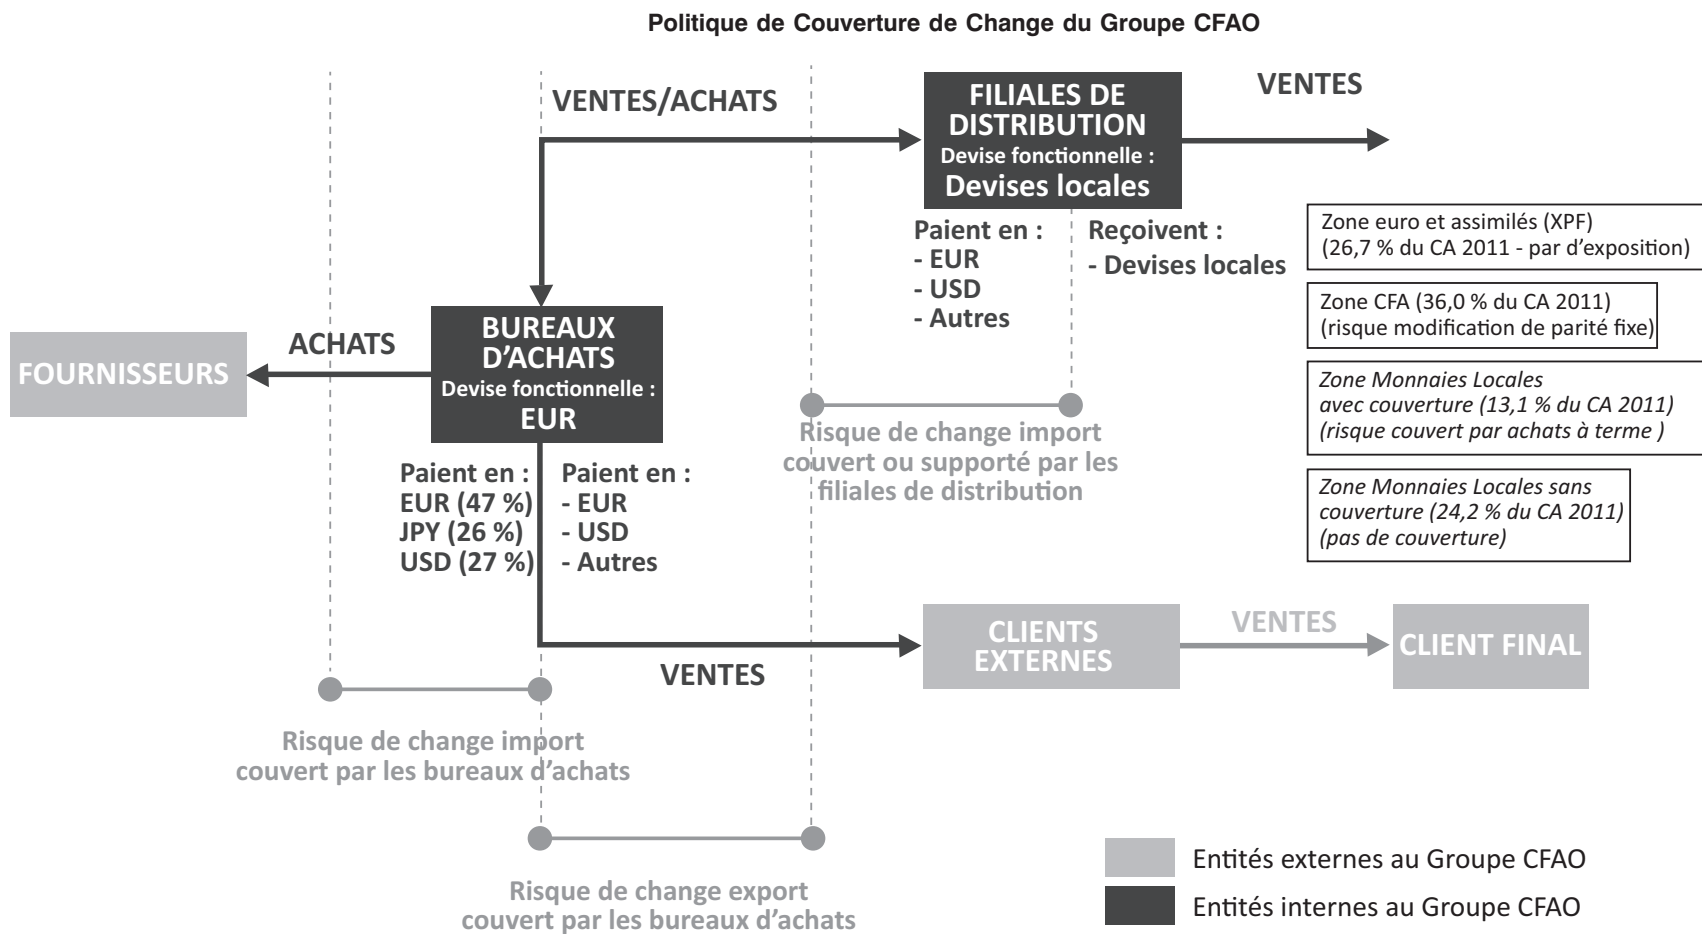 Politique de Couverture de Change du Groupe CFAO
VENTES/ACHATS
FILIALES DE
DISTRIBUTION
Devise fonctionnelle :
Devises locales
VENTES
Paient en :
- EUR
- USD
- Autres
Reçoivent :
- Devises locales
Zone euro et assimilés (XPF)
(26,7 % du CA 2011 - par d’exposition)
Zone CFA (36,0 % du CA 2011)
(risque modification de parité fixe)
Zone Monnaies Locales
avec couverture (13,1 % du CA 2011)
(risque couvert par achats à terme )
Zone Monnaies Locales sans
couverture (24,2 % du CA 2011)
(pas de couverture)
FOURNISSEURS
ACHATS
BUREAUX
D’ACHATS
Devise fonctionnelle :
EUR
Paient en :
EUR (47 %)
JPY (26 %)
USD (27 %)
Paient en :
- EUR
- USD
- Autres
Risque de change import
couvert ou supporté par les
filiales de distribution
VENTES
CLIENTS
EXTERNES
VENTES
CLIENT FINAL
Risque de change import
couvert par les bureaux d’achats
Risque de change export
couvert par les bureaux d’achats
Entités externes au Groupe CFAO
Entités internes au Groupe CFAO